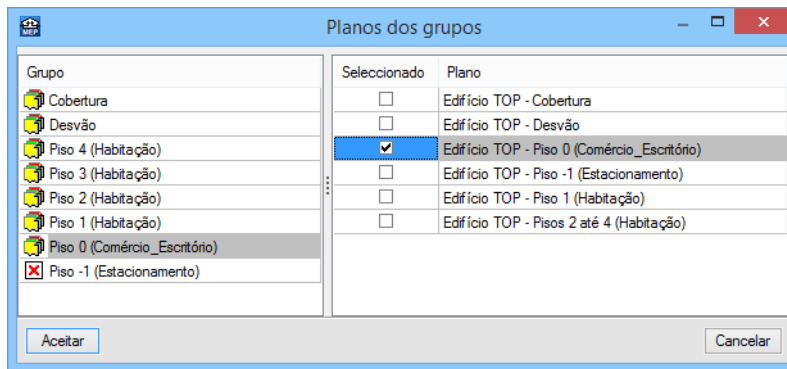 MEP
Planos dos grupos
Grupo
Cobertura
Desvão
Piso 4 (Habitação)
Piso 3 (Habitação)
Piso 2 (Habitação)
Piso 1 (Habitação)
Piso 0 (Comércio_Escritório)
Piso -1 (Estacionamento)
Seleccionado Plano
Edifício TOP - Cobertura
Edifício TOP - Desvão
Edifício TOP - Piso 0 (Comércio_Escritório)
Edifício TOP - Piso -1 (Estacionamento)
Edifício TOP - Piso 1 (Habitação)
Edifício TOP - Pisos 2 até 4 (Habitação)
Aceitar
Cancelar